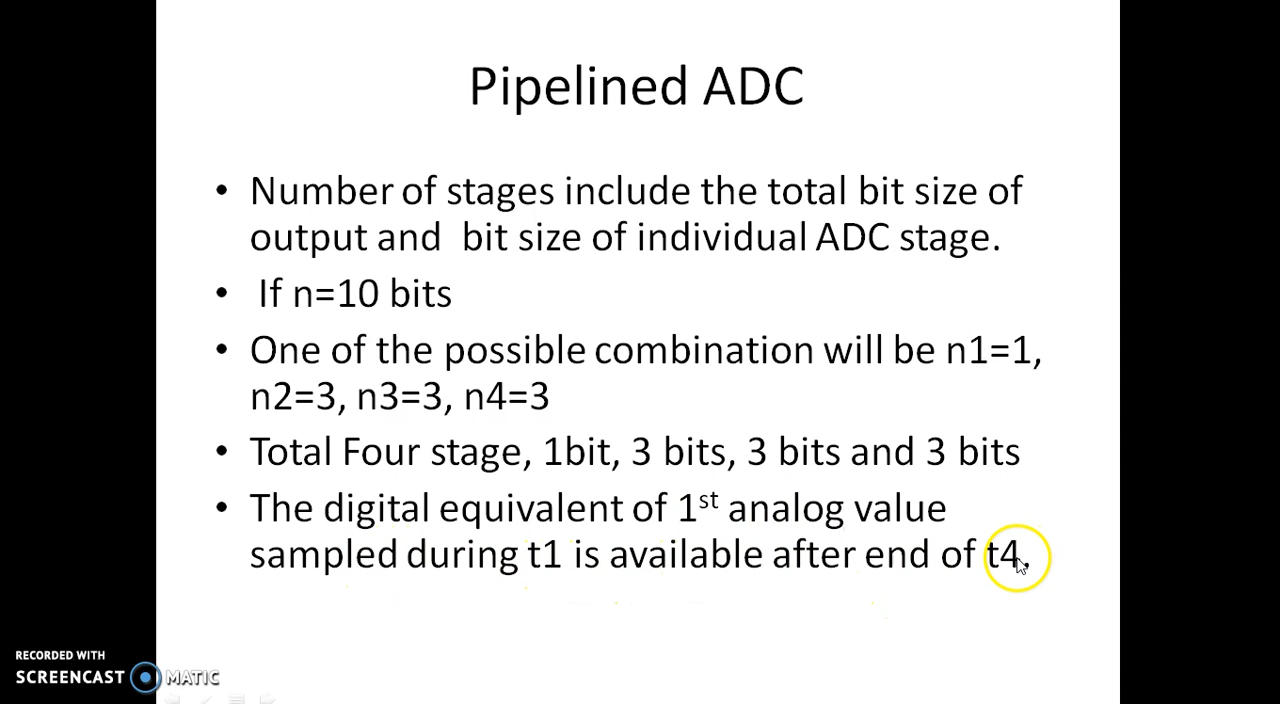 Pipelined ADC
• Number of stages include the total bit size of
output and bit size of individual ADC stage.
• If n=10 bits
• One of the possible combination will be n1=1,
n2=3, n3=3, n4=3
• Total Four stage, 1bit, 3 bits, 3 bits and 3 bits
• The digital equivalent of 1st analog value
sampled during t1 is available after end of t4.
RECORDED WITH
SCREENCAST MATIC